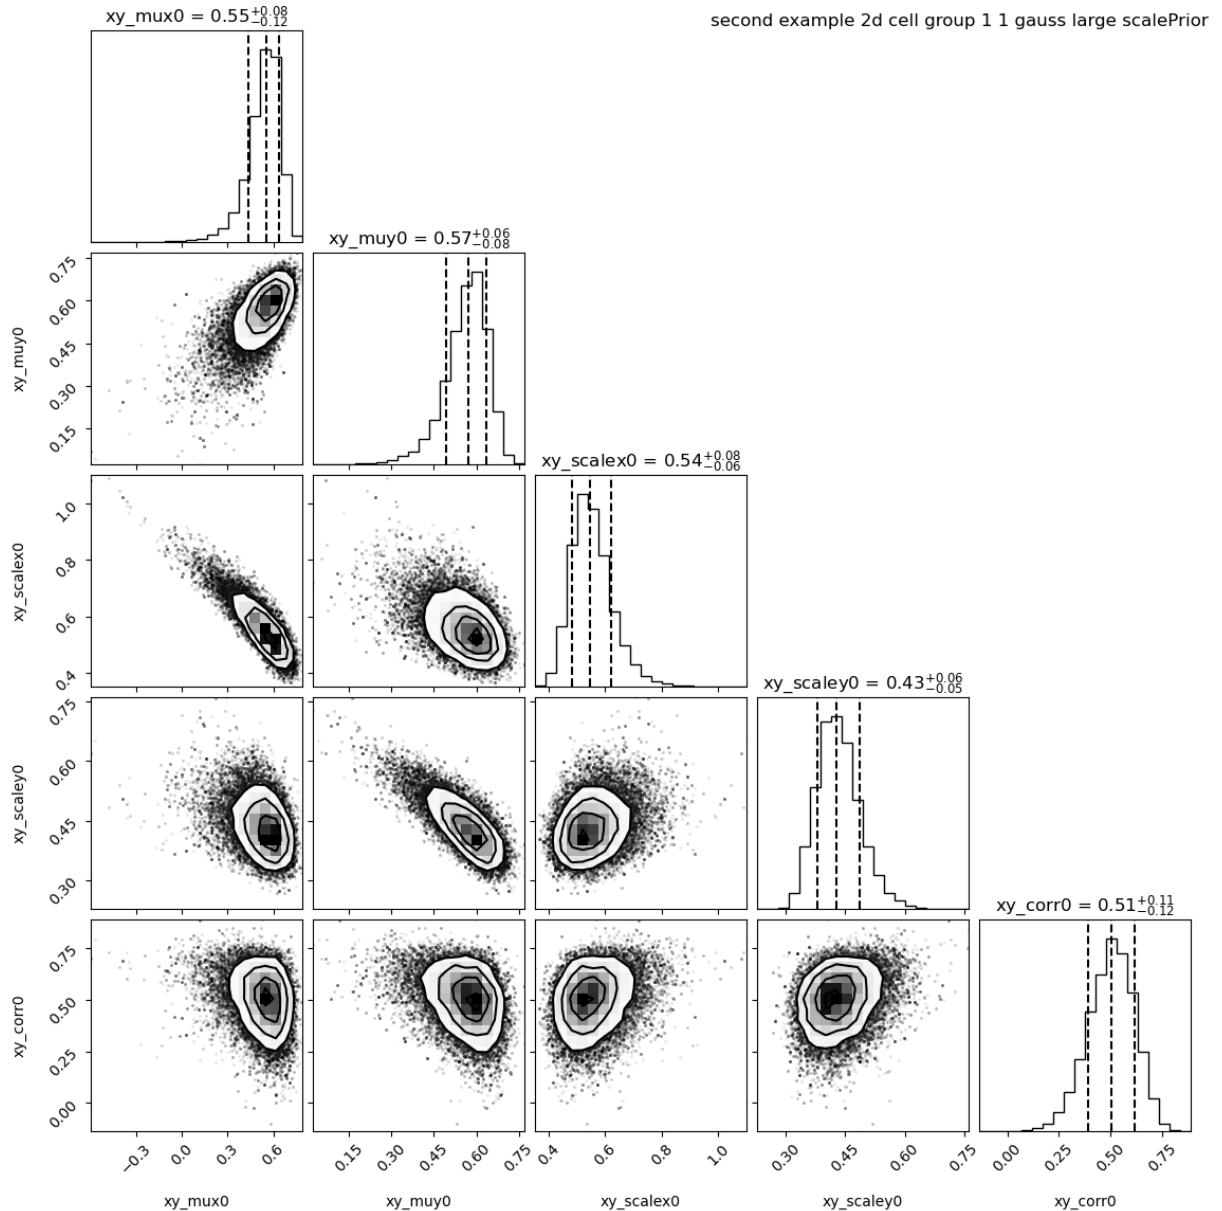 second example 2d cell group 1 1 gauss large scalePrior
xy_mux0 = 0.55+0.08−0.12
xy_muy0 = 0.57+0.06−0.08
0.75
0.60
0.45
0.30
0.15
xy_muy0
xy_scalex0 = 0.54+0.08−0.06
1.0
0.8
0.6
0.4
xy_scalex0
xy_scaley0 = 0.43+0.06−0.05
0.75
0.60
0.45
0.30
xy_scaley0
xy_corr0 = 0.51+0.11−0.12
0.75
0.50
0.25
0.00
xy_corr0
−0.3 0.0 0.3 0.6 0.15 0.30 0.45 0.60 0.75 0.4 0.6 0.8 1.0 0.30 0.45 0.60 0.75 0.00 0.25 0.50 0.75
xy_mux0 xy_muy0 xy_scalex0 xy_scaley0 xy_corr0